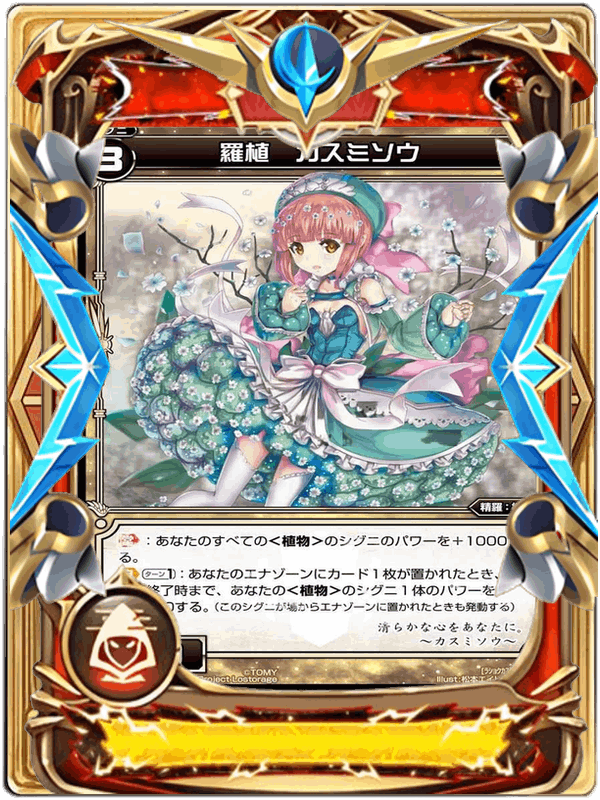 3
羅植 カスミソウ
精羅:
:あなたのすべての<植物>のシグニのパワーを+1000
る。
ターン1:あなたのエナゾーンにカード1枚が置かれたとき、
終了時まで、あなたの<植物>のシグニ1体のパワーを
0する。(このシグニが場からエナゾーンに置かれたときも発動する)
清らかな心をあなたに。
〜カスミソウ〜
©TOMY
Project Lostorage
Illust:松本エイ